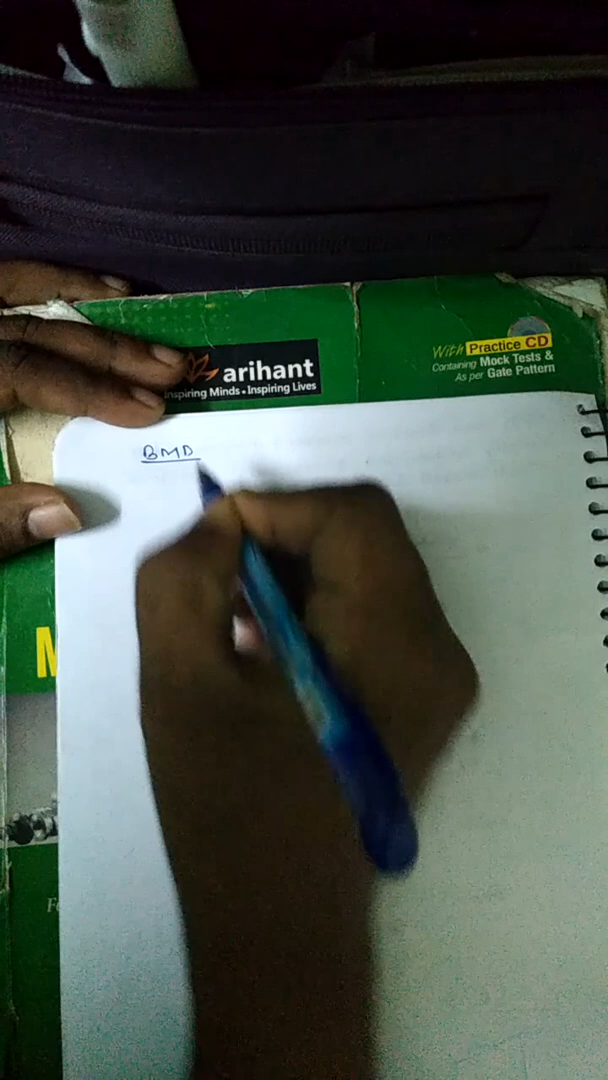 arihant
Inspiring Minds • Inspiring Lives
With Practice CD
Containing Mock Tests &
As per Gate Pattern
BMD
M